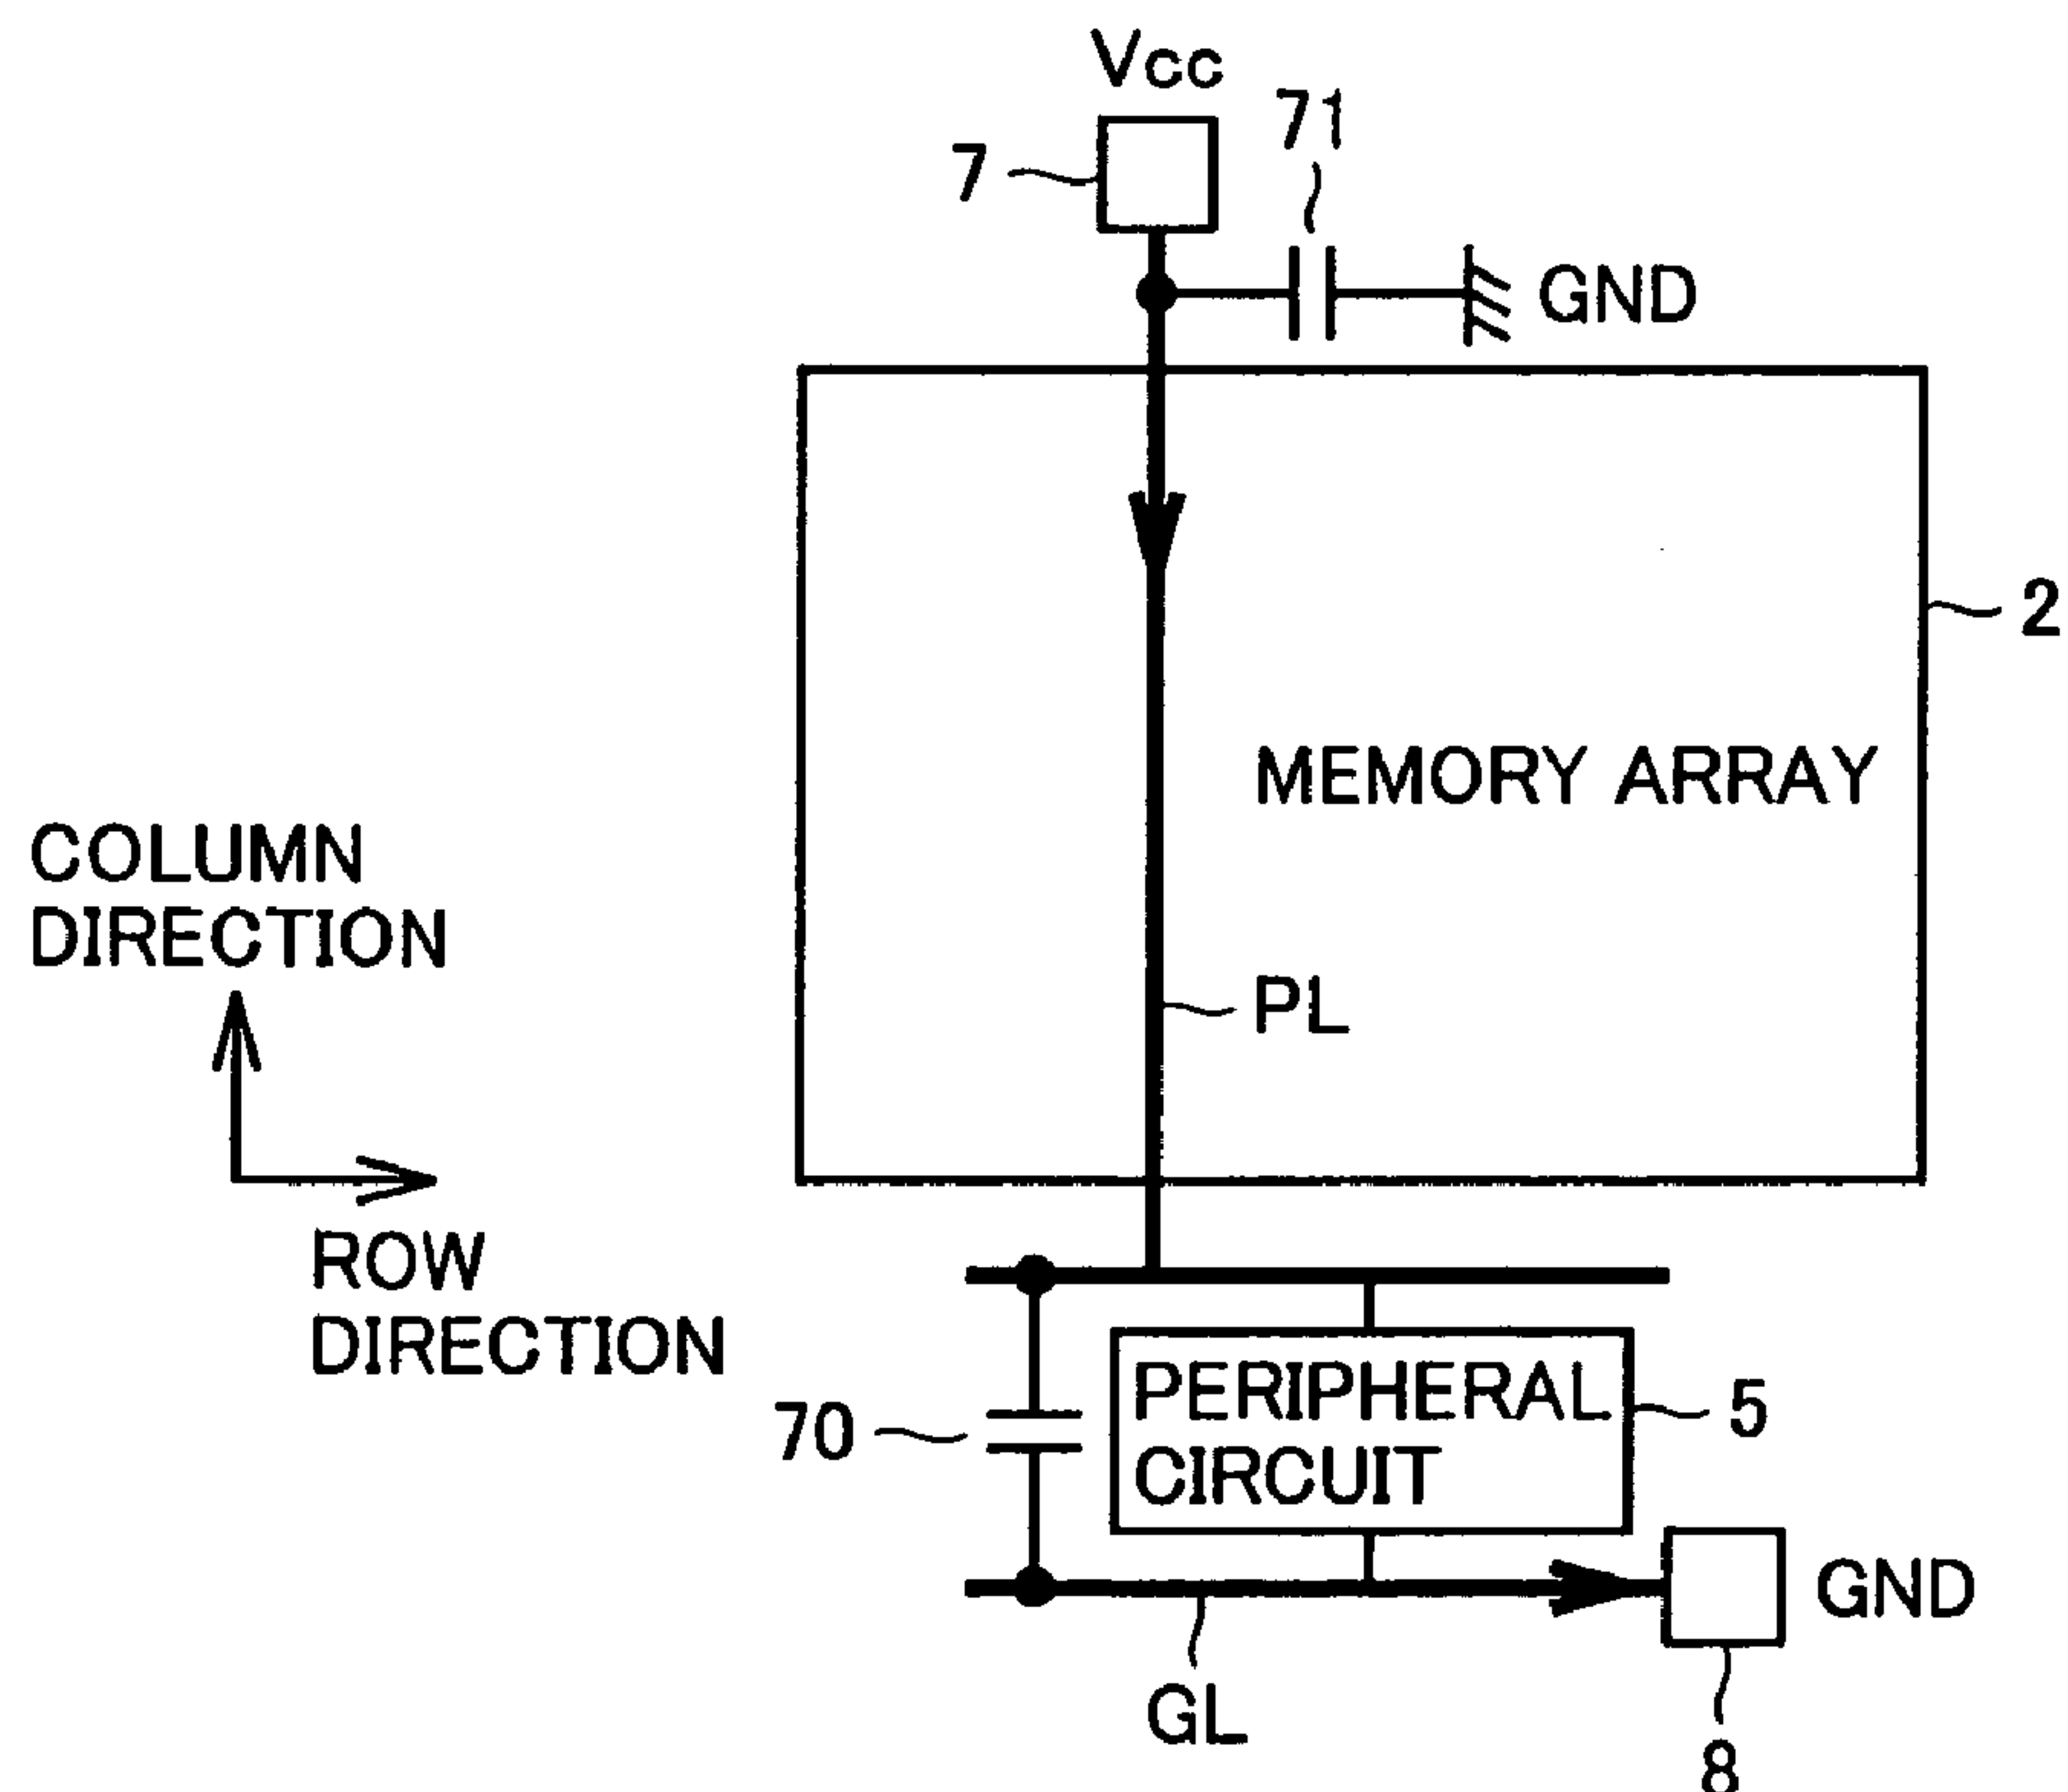 Vcc
71
7
GND
2
MEMORY ARRAY
COLUMN
DIRECTION
PL
ROW
DIRECTION
PERIPHERAL
CIRCUIT
5
70
GND
GL
8